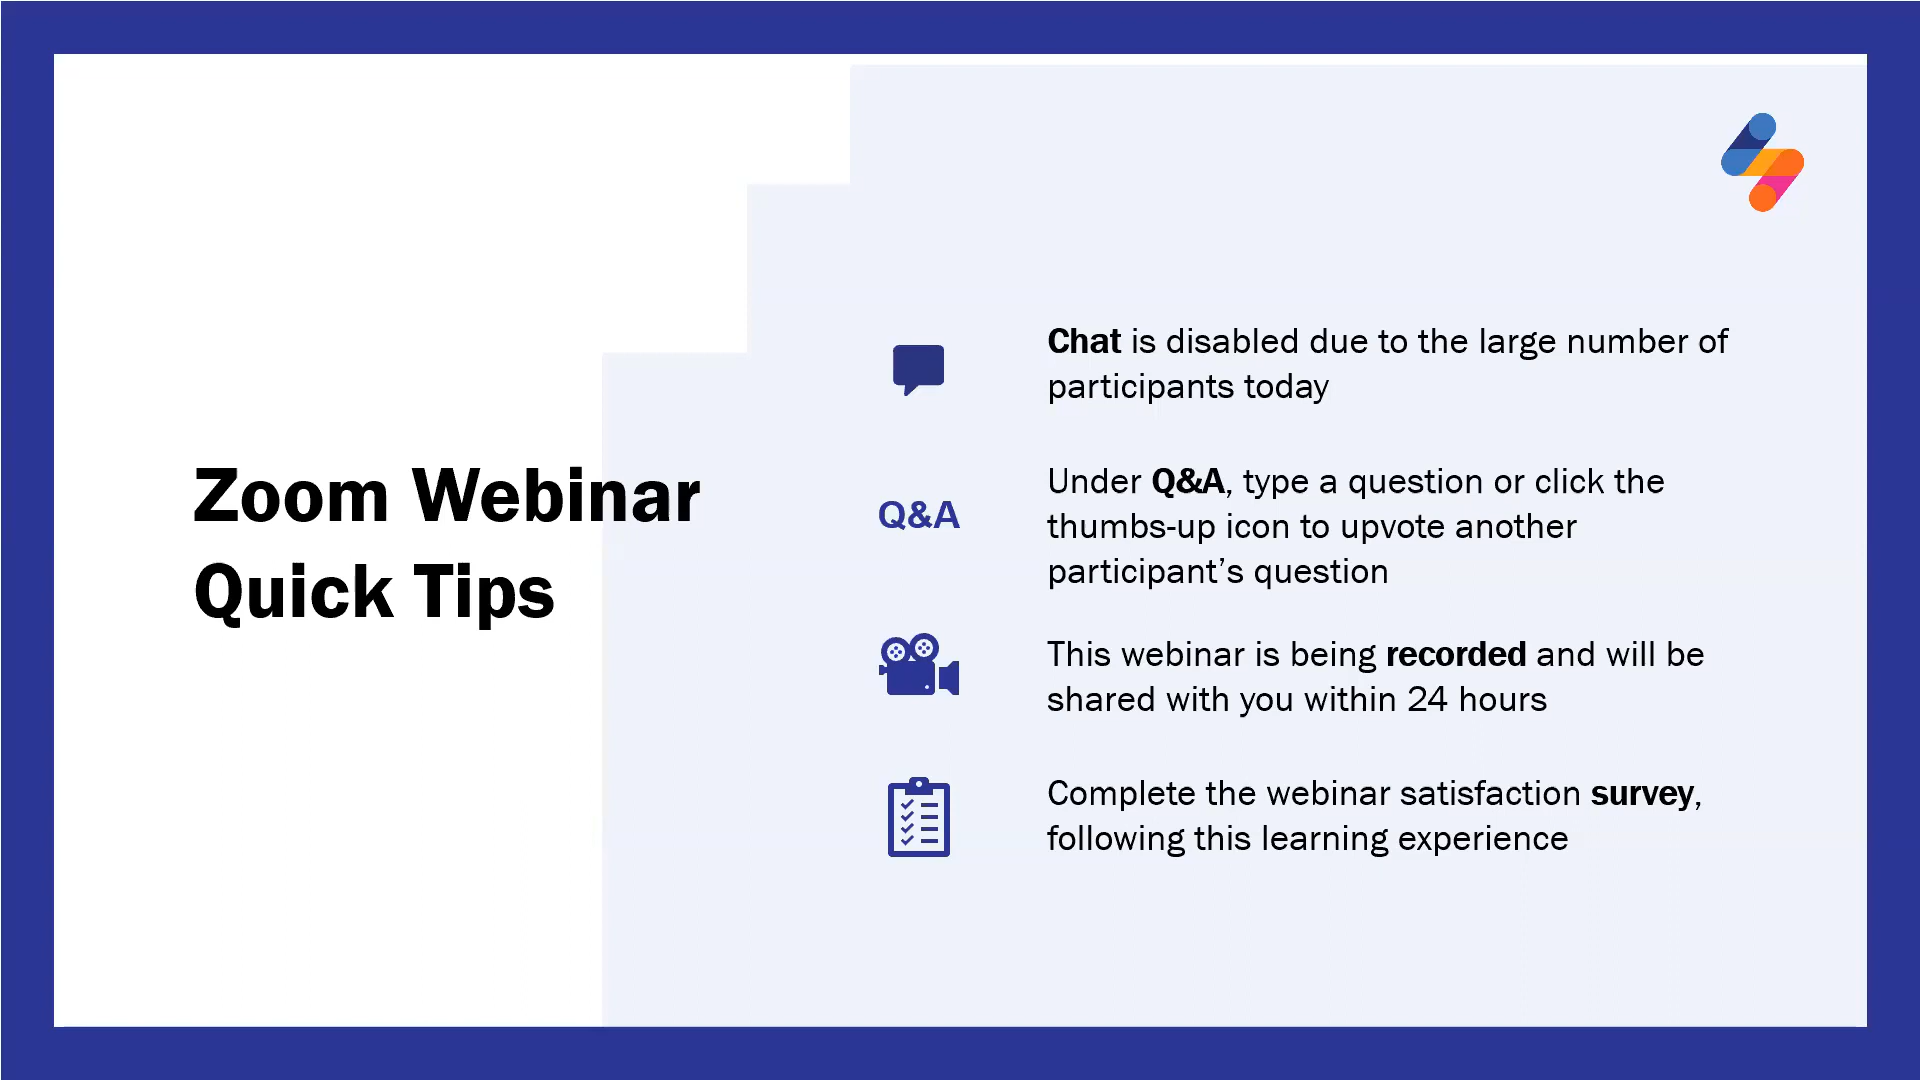 Zoom Webinar
Quick Tips
Chat is disabled due to the large number of
participants today
Q&A
Under Q&A, type a question or click the
thumbs-up icon to upvote another
participant’s question
This webinar is being recorded and will be
shared with you within 24 hours
Complete the webinar satisfaction survey,
following this learning experience